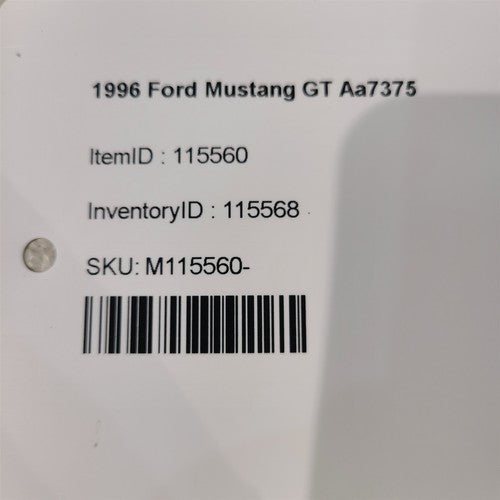 1996 Ford Mustang GT Aa7375
ItemID : 115560
InventoryID : 115568
SKU: M115560-